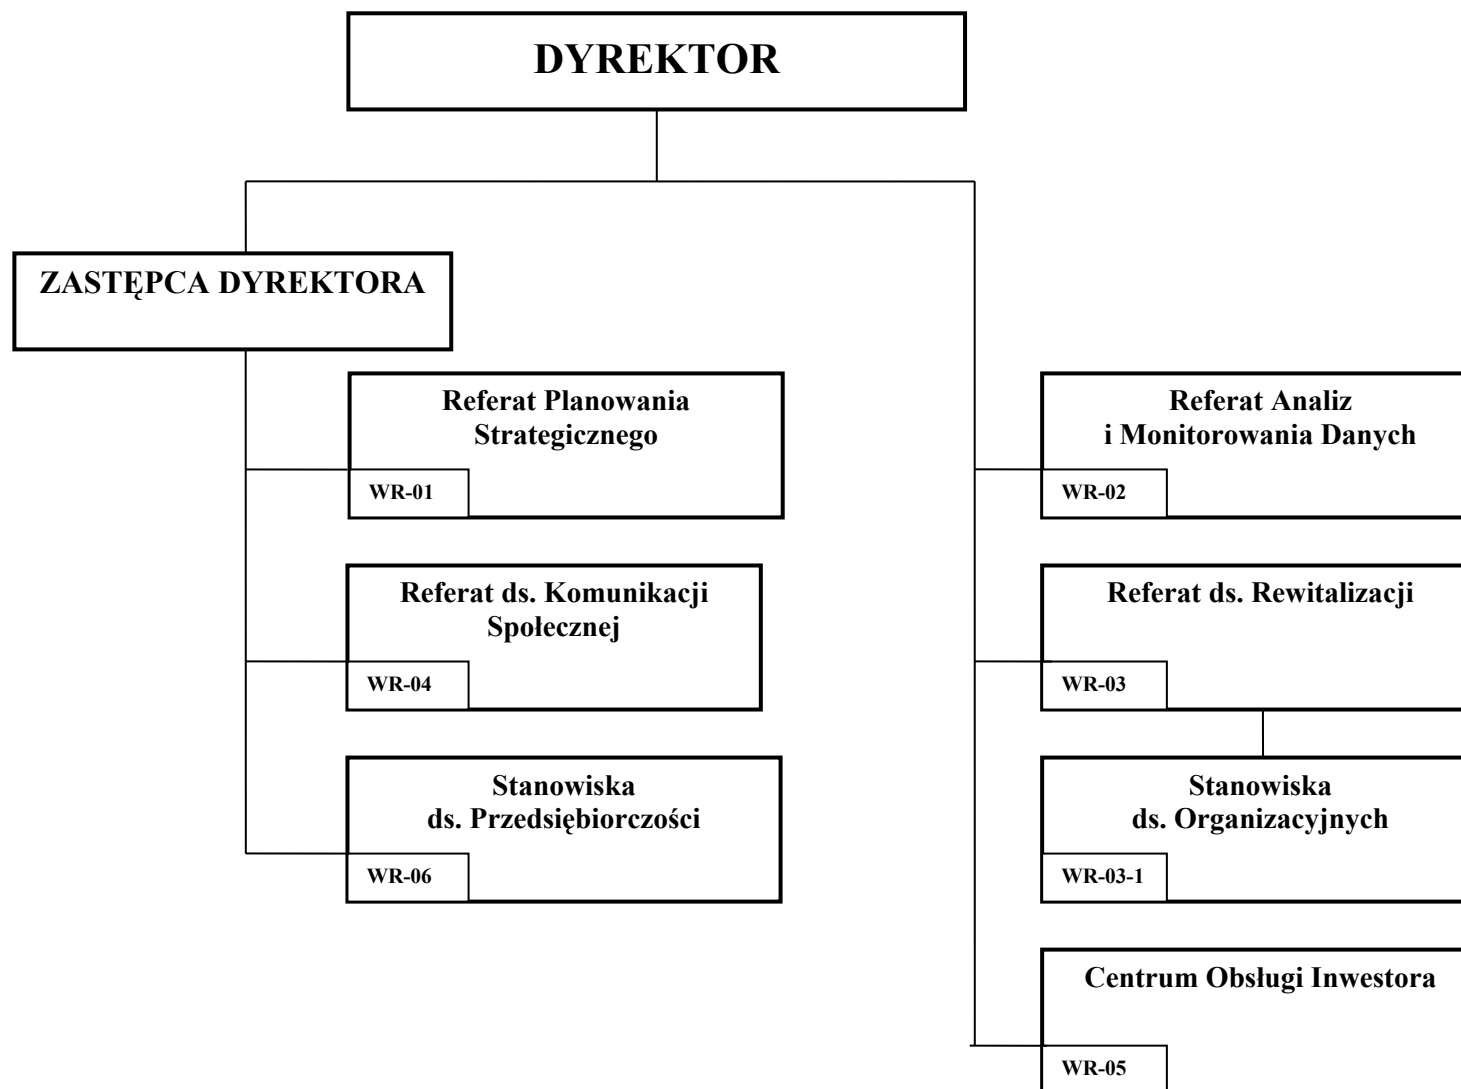 DYREKTOR
ZASTĘPCA DYREKTORA
Referat Planowania
Strategicznego
WR-01
Referat Analiz
i Monitorowania Danych
WR-02
Referat ds. Komunikacji
Społecznej
WR-04
Referat ds. Rewitalizacji
WR-03
Stanowiska
ds. Przedsiębiorczości
WR-06
Stanowiska
ds. Organizacyjnych
WR-03-1
Centrum Obsługi Inwestora
WR-05